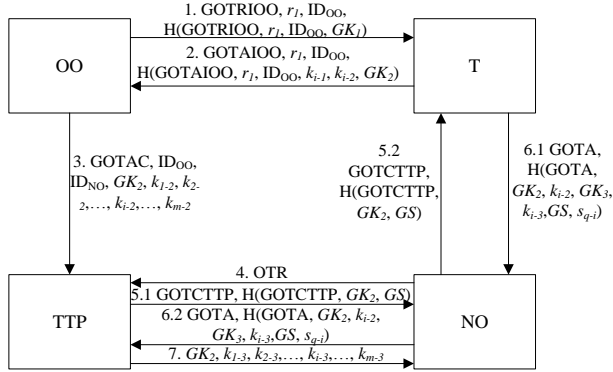 1. GOTRIOO, r1, IDOO,
H(GOTRIOO, r1, IDOO, GK1)
OO
T
2. GOTAIOO, r1, IDOO,
H(GOTAIOO, r1, IDOO, ki-1, ki-2, GK2)
3. GOTAC, IDOO,
IDNO, GK2, k1-2, k2-
2,…, ki-2,…, km-2
5.2
GOTCTTP,
H(GOTCTTP,
GK2, GS)
6.1 GOTA,
H(GOTA,
GK2, ki-2, GK3,
ki-3,GS, sq-i)
TTP
NO
4. OTR
5.1 GOTCTTP, H(GOTCTTP, GK2, GS)
6.2 GOTA, H(GOTA, GK2, ki-2,
GK3, ki-3,GS, sq-i)
7. GK2, k1-3, k2-3,…, ki-3,…, km-3